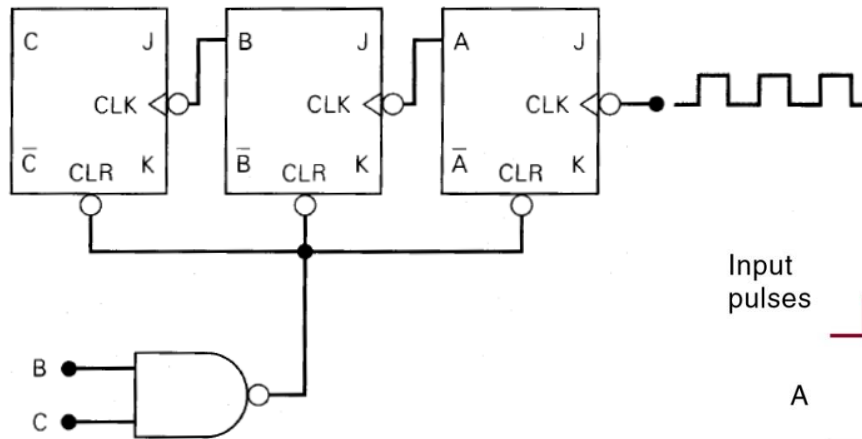 C J B J A J
CLK CLK CLK
C̅ K B̅ K A̅ K
CLR CLR CLR
Input
pulses
B
A
C